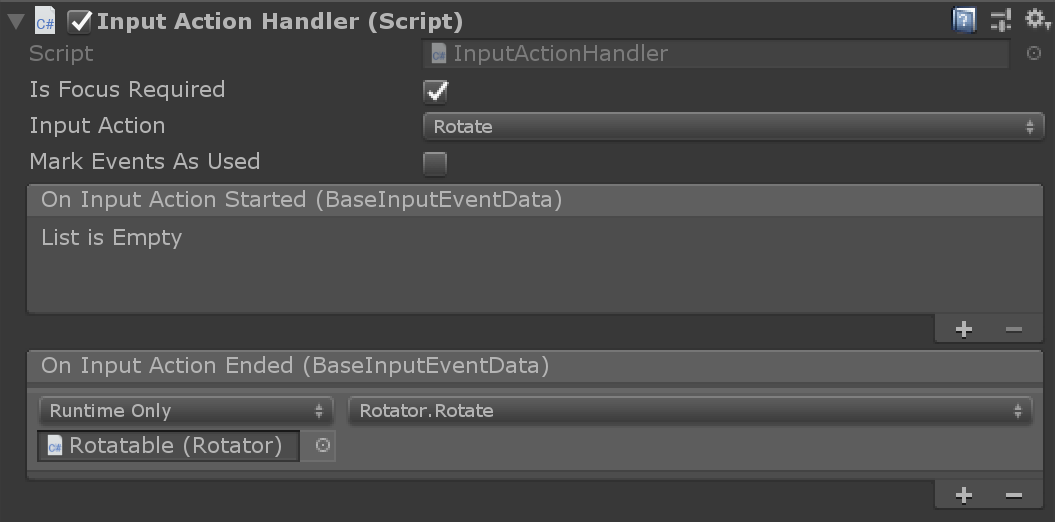 Input Action Handler (Script)
Script InputActionHandler
Is Focus Required
Input Action Rotate
Mark Events As Used
On Input Action Started (BaseInputEventData)
List is Empty
On Input Action Ended (BaseInputEventData)
Runtime Only Rotator.Rotate
Rotatable (Rotator)